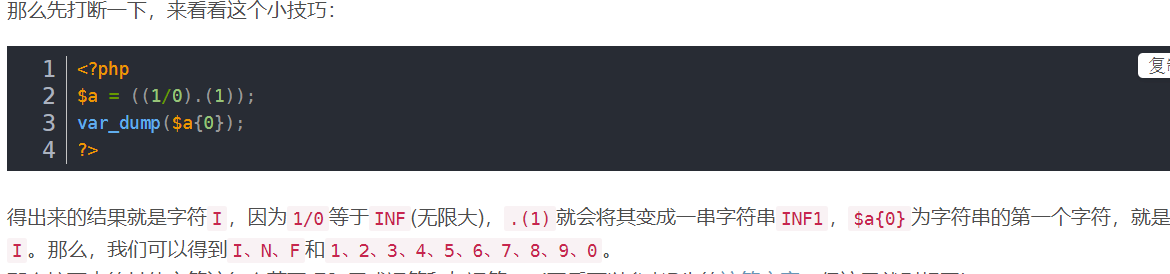 那么先打断一下，来看看这个小技巧：
1 <?php
2 $a = ((1/0).(1));
3 var_dump($a{0});
4 ?>
得出来的结果就是字符 I ，因为 1/0 等于 INF (无限大)， .(1) 就会将其变成一串字符串 INF1 ， $a{0} 为字符串的第一个字符，就是
I 。那么，我们可以得到 I、N、F 和 1、2、3、4、5、6、7、8、9、0 。